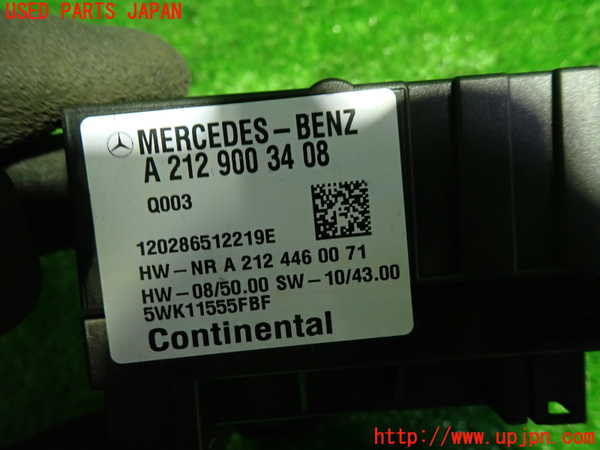 USED PARTS JAPAN
MERCEDES-BENZ
A 212 900 34 08
Q003
120286512219E
HW-NR A 212 446 00 71
HW-08/50.00 SW-10/43.00
5WK11555FBF
Continental
http://www.upjpn.com